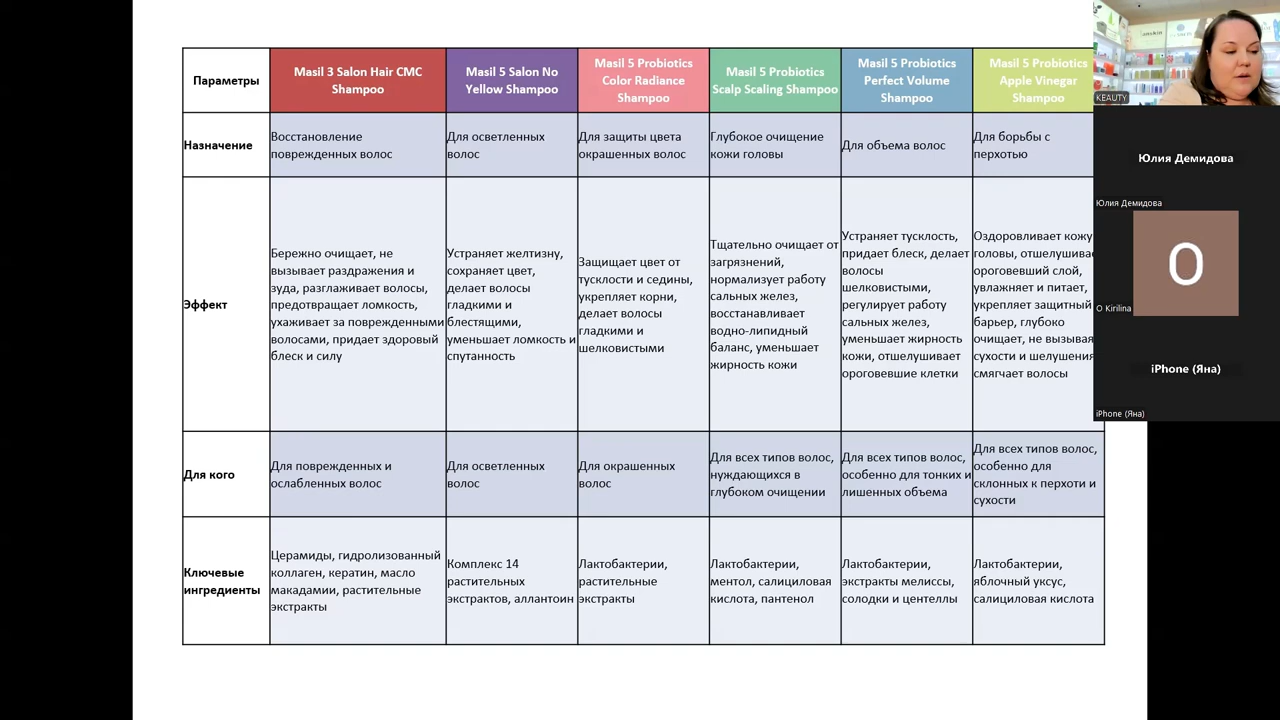 Параметры
Masil 3 Salon Hair CMC
Shampoo
Masil 5 Salon No
Yellow Shampoo
Masil 5 Probiotics
Color Radiance
Shampoo
Masil 5 Probiotics
Scalp Scaling Shampoo
Masil 5 Probiotics
Perfect Volume
Shampoo
Masil 5 Probiotics
Apple Vinegar
Shampoo
Назначение
Восстановление
поврежденных волос
Для осветленных
волос
Для защиты цвета
окрашенных волос
Глубокое очищение
кожи головы
Для объема волос
Для борьбы с
перхотью
Эффект
Бережно очищает, не
вызывает раздражения и
зуда, разглаживает волосы,
предотвращает ломкость,
ухаживает за поврежденными
волосами, придает здоровый
блеск и силу
Устраняет желтизну,
сохраняет цвет,
делает волосы
гладкими и
блестящими,
уменьшает ломкость и
спутанность
Защищает цвет от
тусклости и седины,
укрепляет корни,
делает волосы
гладкими и
шелковистыми
Тщательно очищает от
загрязнений,
нормализует работу
сальных желез,
восстанавливает
водно-липидный
баланс, уменьшает
жирность кожи
Устраняет тусклость,
придает блеск, делает
волосы
шелковистыми,
регулирует работу
сальных желез,
уменьшает жирность
кожи, отшелушивает
ороговевшие клетки
Оздоровливает кожу
головы, отшелушивае
ороговевший слой,
увлажняет и питает,
укрепляет защитный
барьер, глубоко
очищает, не вызывая
сухости и шелушения
смягчает волосы
Для кого
Для поврежденных и
ослабленных волос
Для осветленных
волос
Для окрашенных
волос
Для всех типов волос,
нуждающихся в
глубоком очищении
Для всех типов волос,
особенно для тонких и
лишенных объема
Для всех типов волос,
особенно для
склонных к перхоти и
сухости
Ключевые
ингредиенты
Церамиды, гидролизованный
коллаген, кератин, масло
макадамии, растительные
экстракты
Комплекс 14
растительных
экстрактов, аллантоин
Лактобактерии,
растительные
экстракты
Лактобактерии,
ментол, салициловая
кислота, пантенол
Лактобактерии,
экстракты мелиссы,
солодки и центеллы
Лактобактерии,
яблочный уксус,
салициловая кислота
KEAUTY
Юлия Демидова
Юлия Демидова
O
O Kirilina
iPhone (Яна)
iPhone (Яна)